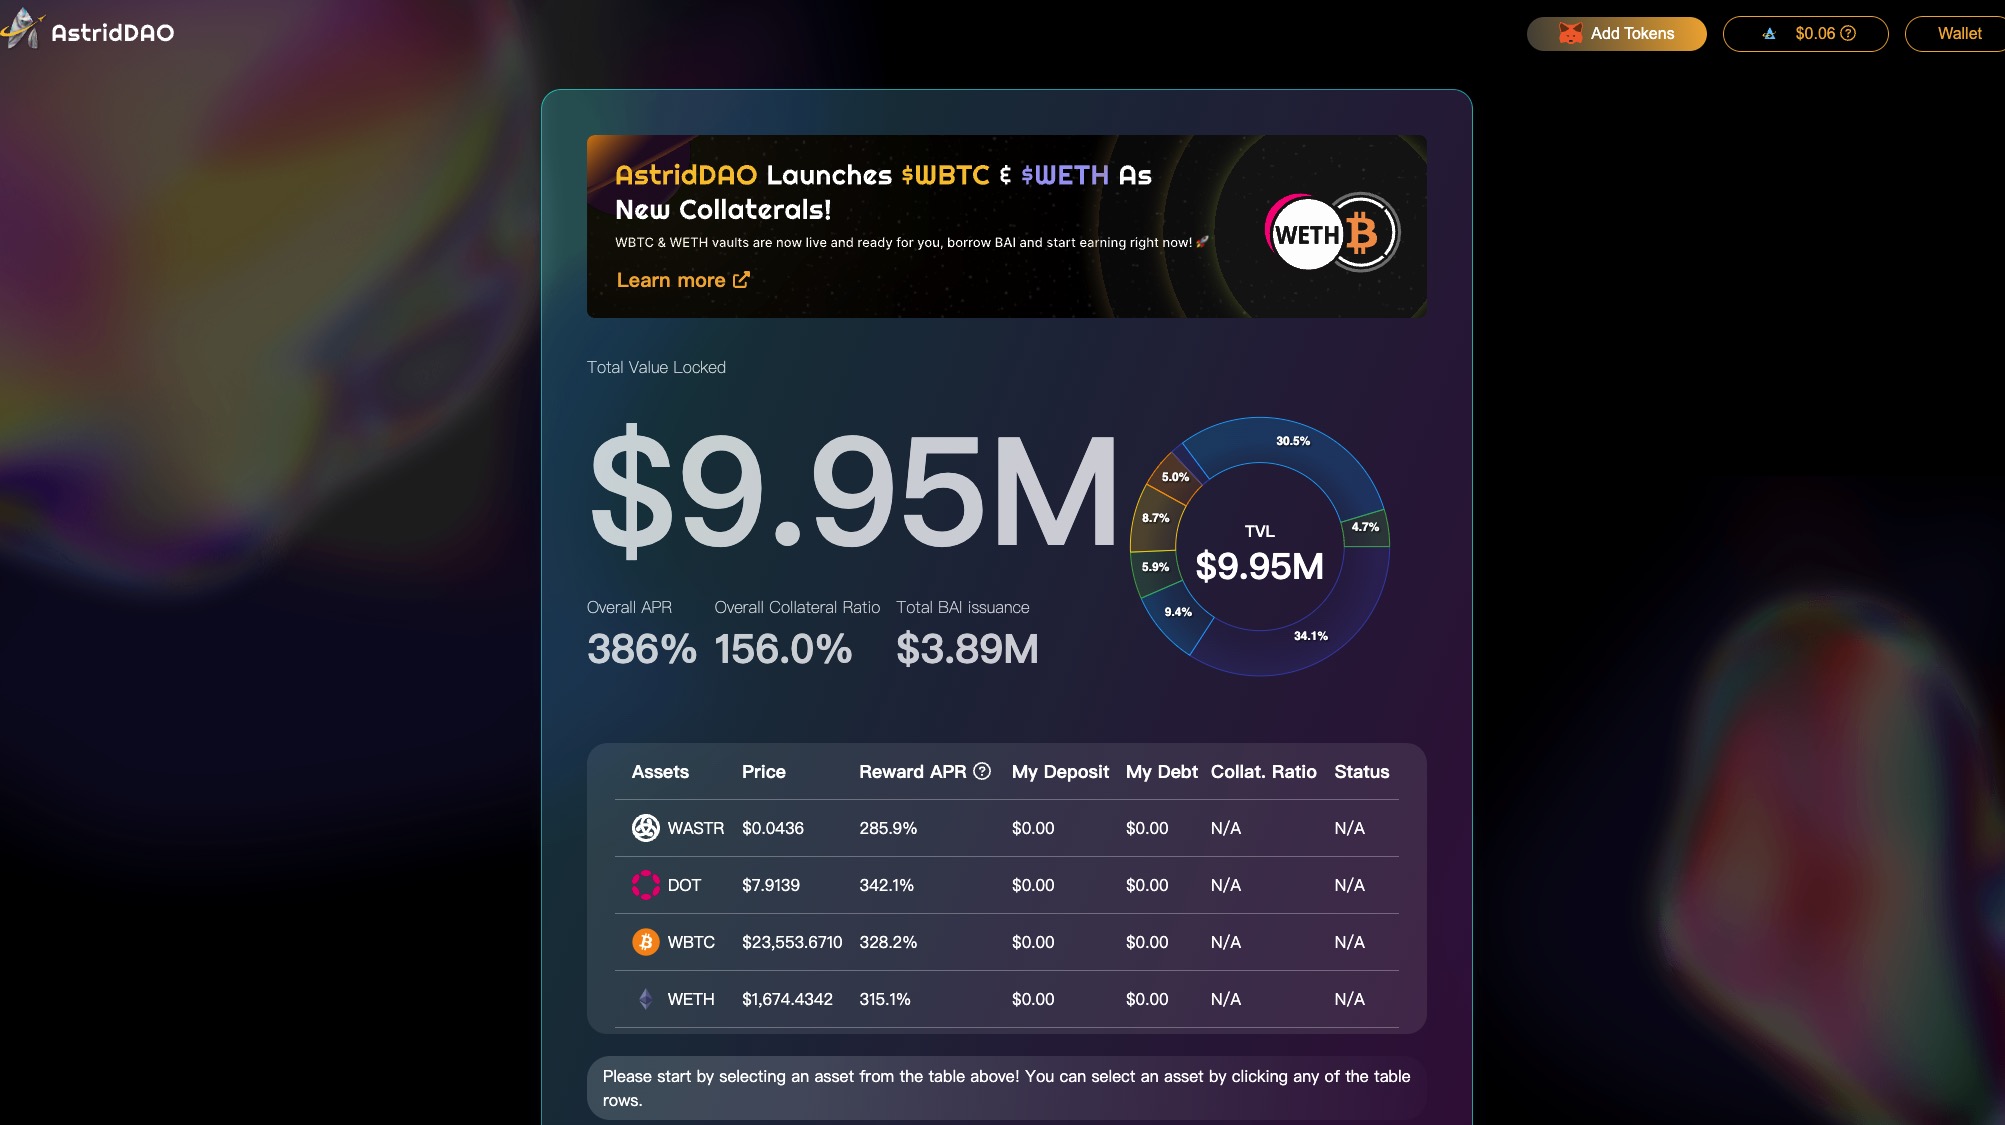 AstridDAO
Add Tokens
$0.06
Wallet
AstridDAO Launches $WBTC & $WETH As
New Collaterals!
WBTC & WETH vaults are now live and ready for you, borrow BAI and start earning right now!🚀
Learn more
WETH
Total Value Locked
$9.95M
30.5%
5.0%
8.7%
4.7%
TVL
$9.95M
5.9%
9.4%
34.1%
Overall APR Overall Collateral Ratio Total BAI issuance
386% 156.0% $3.89M
Assets Price Reward APR ? My Deposit My Debt Collat. Ratio Status
WASTR $0.0436 285.9% $0.00 $0.00 N/A N/A
DOT $7.9139 342.1% $0.00 $0.00 N/A N/A
WBTC $23,553.6710 328.2% $0.00 $0.00 N/A N/A
WETH $1,674.4342 315.1% $0.00 $0.00 N/A N/A
Please start by selecting an asset from the table above! You can select an asset by clicking any of the table
rows.